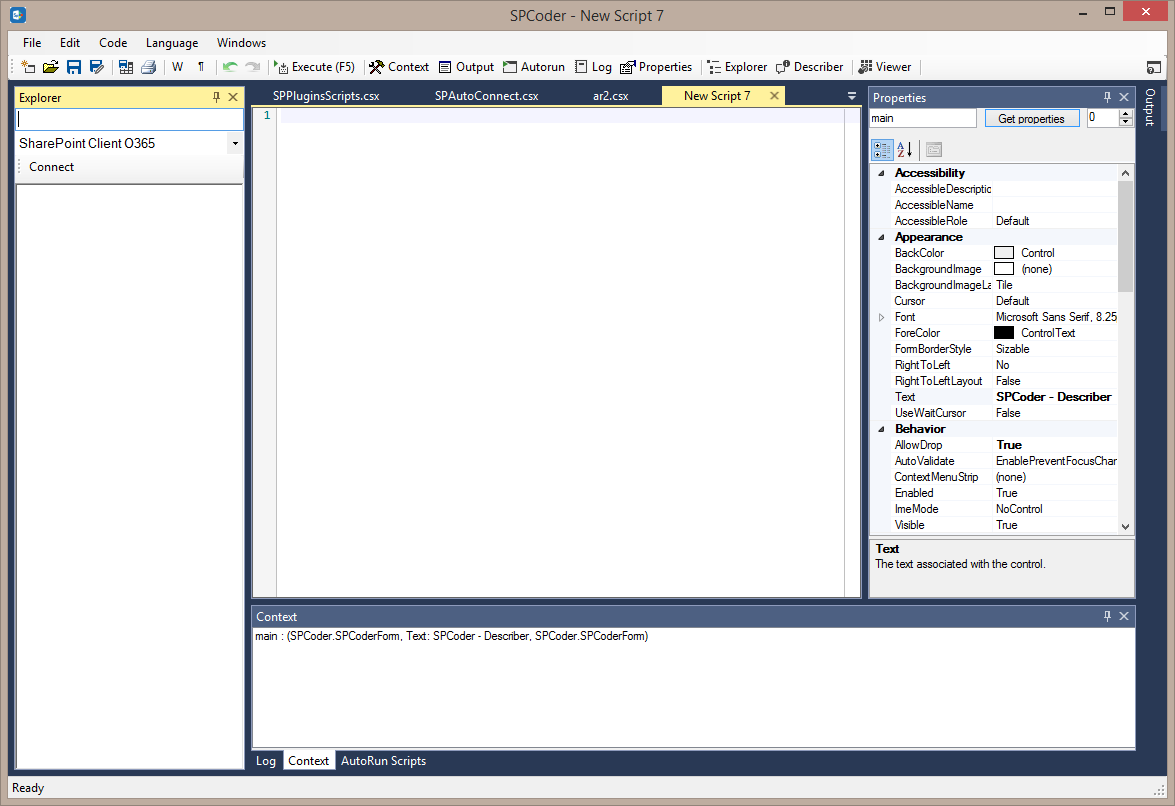 SPCoder - New Script 7
File Edit Code Language Windows
W ¶ Execute (F5) Context Output Autorun Log Properties Explorer Describer Viewer
Explorer
SharePoint Client O365
Connect
SPPluginsScripts.csx SPAutoConnect.csx ar2.csx New Script 7
1
Properties
main Get properties 0
Accessibility
AccessibleDescriptio
AccessibleName
AccessibleRole Default
Appearance
BackColor Control
BackgroundImage (none)
BackgroundImageLa Tile
Cursor Default
Font Microsoft Sans Serif, 8.25
ForeColor ControlText
FormBorderStyle Sizable
RightToLeft No
RightToLeftLayout False
Text SPCoder - Describer
UseWaitCursor False
Behavior
AllowDrop True
AutoValidate EnablePreventFocusChar
ContextMenuStrip (none)
Enabled True
ImeMode NoControl
Visible True
Text
The text associated with the control.
Output
Context
main : (SPCoder.SPCoderForm, Text: SPCoder - Describer, SPCoder.SPCoderForm)
Log Context AutoRun Scripts
Ready